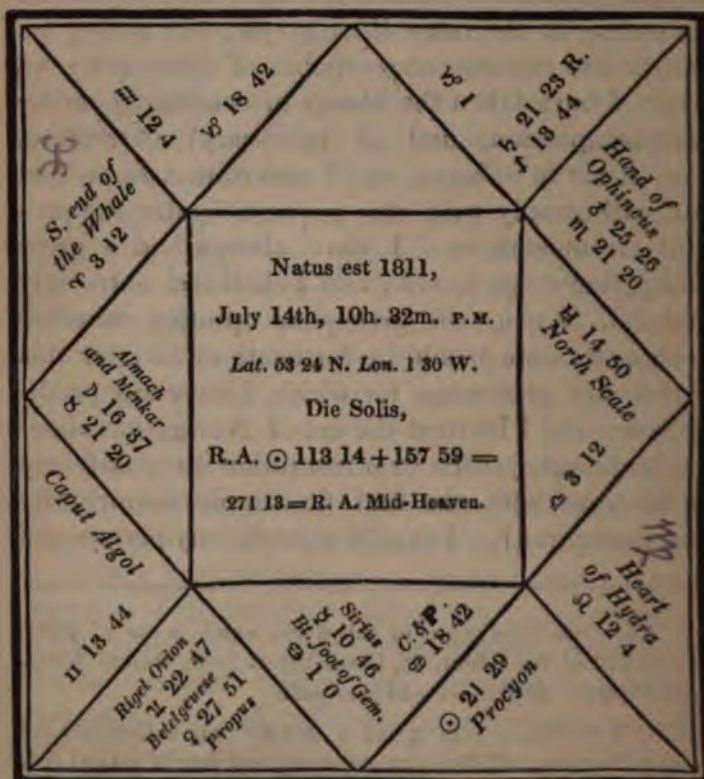 ♒ 12 4
♑ 18 42
♑ 1
♄ 21 23 R.
♐ 13 44
Hand of
Ophineus
♂ 25 26
♏ 21 20
♓
S. end of
the Whale
♈ 3 12
Natus est 1811,
July 14th, 10h. 32m. P.M.
Lat. 53 24 N. Lon. 1 30 W.
Die Solis,
R.A. ☉ 113 14 + 157 59 =
271 13 = R. A. Mid-Heaven.
♅ 14 50
North Scale
Almach
and Menkar
☽ 16 37
♉ 21 20
♎ 3 12
Caput Algol
♍
Heart
of Hydra
♌ 12 4
♊ 13 44
Rigel Orion
♃ 22 47
Betelgenese
♀ 27 51
Propus
Sirius
☿ 10 46
Bt. foot of Gem.
♋ 1 0
C. & P.
♋ 18 42
☉ 21 29
Procyon